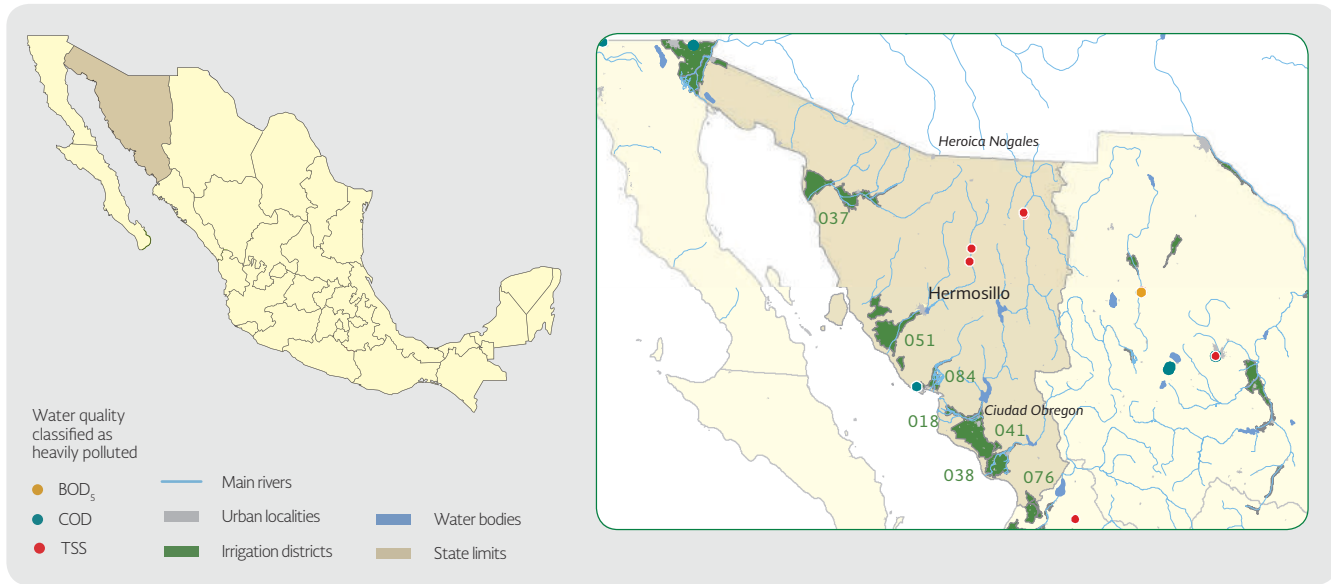 Water quality
classified as
heavily polluted
BOD₅
COD
TSS
Main rivers
Urban localities
Irrigation districts
Water bodies
State limits
Heroica Nogales
037
Hermosillo
051
084
Ciudad Obregon
018
041
038
076